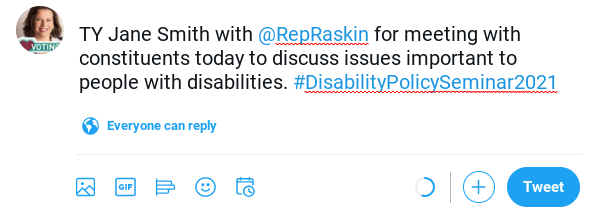 TY Jane Smith with @RepRaskin for meeting with
constituents today to discuss issues important to
people with disabilities. #DisabilityPolicySeminar2021
VOTING
Everyone can reply
GIF
Tweet